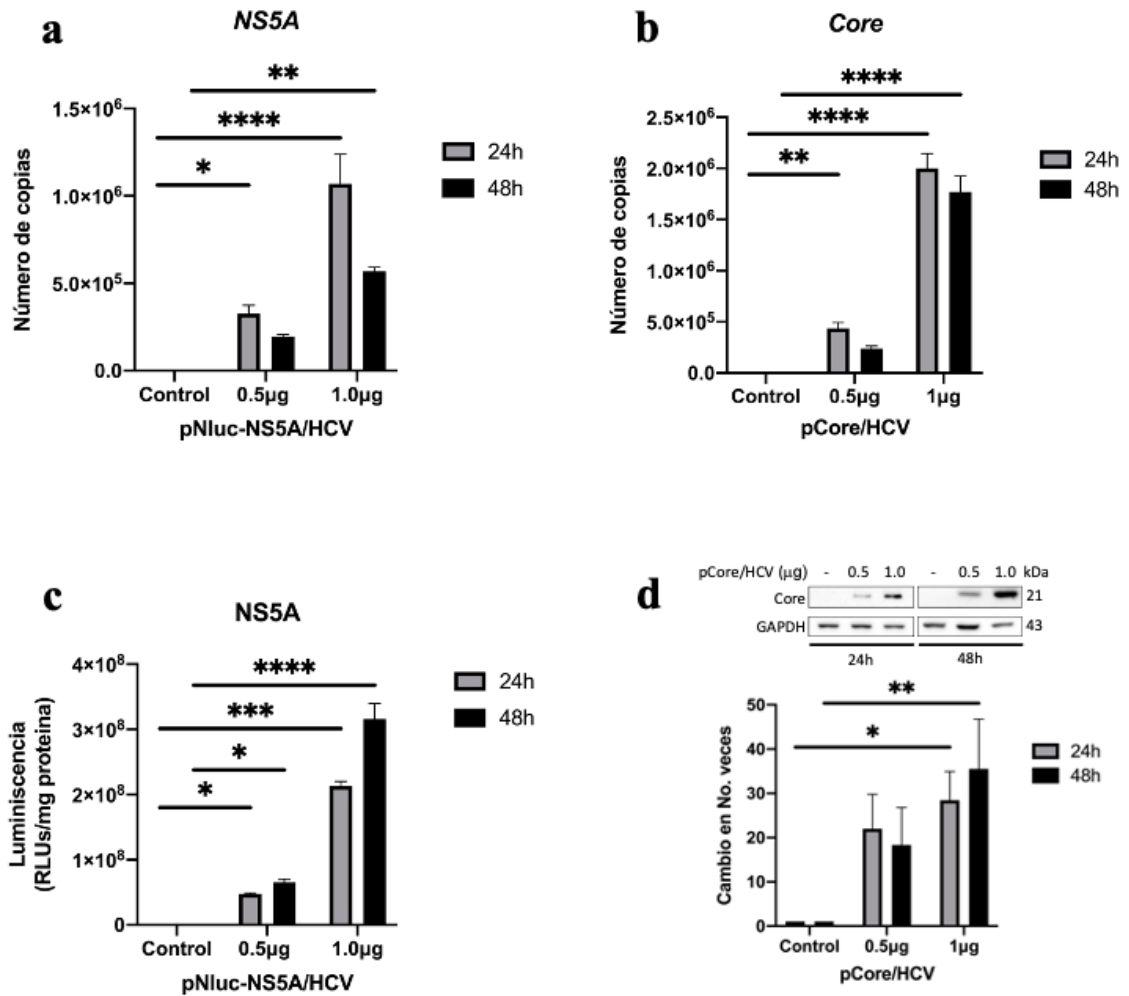 a
NS5A
**
****
*
1.5×10⁶
1.0×10⁶
5.0×10⁵
0.0
Número de copias
Control 0.5µg 1.0µg
pNluc-NS5A/HCV
24h
48h
b
Core
****
****
**
2.5×10⁶
2.0×10⁶
1.5×10⁶
1.0×10⁶
5.0×10⁵
0.0
Número de copias
Control 0.5µg 1µg
pCore/HCV
24h
48h
c
NS5A
****
***
*
*
4×10⁸
3×10⁸
2×10⁸
1×10⁸
0
Luminiscencia
(RLUs/mg proteina)
Control 0.5µg 1.0µg
pNluc-NS5A/HCV
24h
48h
d
pCore/HCV (µg) - 0.5 1.0 - 0.5 1.0 kDa
Core 21
GAPDH 43
24h 48h
**
*
50
40
30
20
10
0
Cambio en No. veces
Control 0.5µg 1µg
pCore/HCV
24h
48h